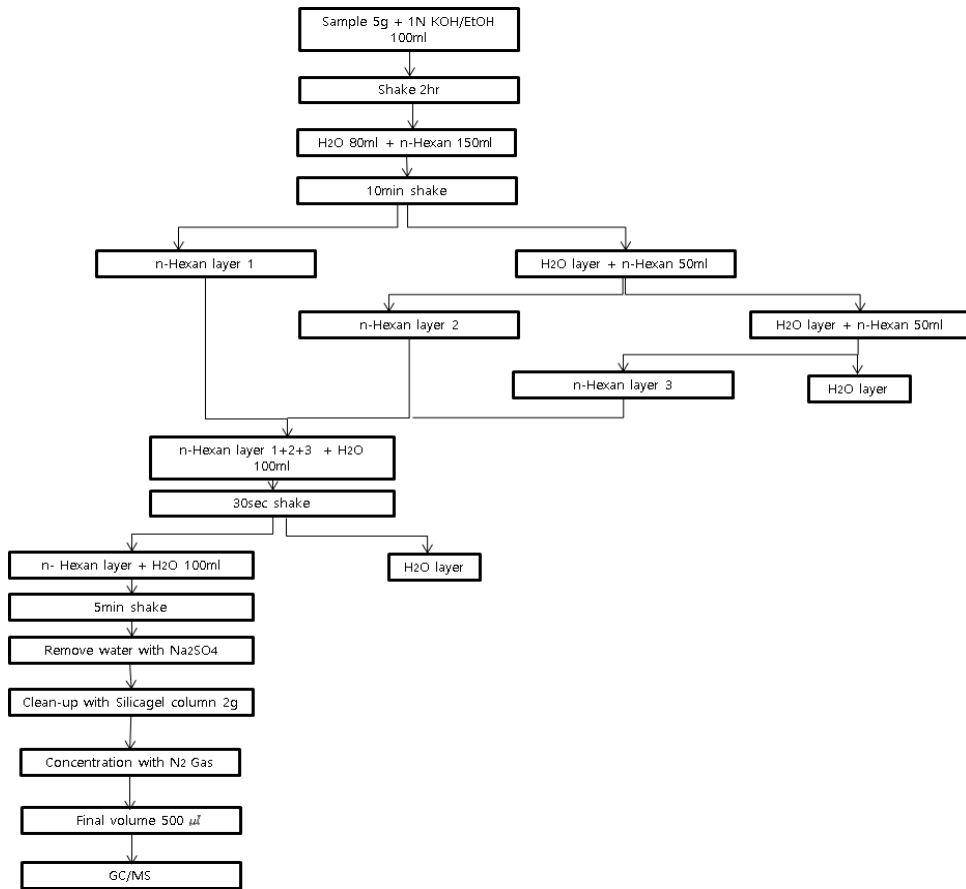 Sample 5g + 1N KOH/EtOH
100ml
Shake 2hr
H2O 80ml + n-Hexan 150ml
10min shake
n-Hexan layer 1
H2O layer + n-Hexan 50ml
n-Hexan layer 2
H2O layer + n-Hexan 50ml
n-Hexan layer 3
H2O layer
n-Hexan layer 1+2+3 + H2O
100ml
30sec shake
n- Hexan layer + H2O 100ml
H2O layer
5min shake
Remove water with Na2SO4
Clean-up with Silicagel column 2g
Concentration with N2 Gas
Final volume 500 ㎕
GC/MS